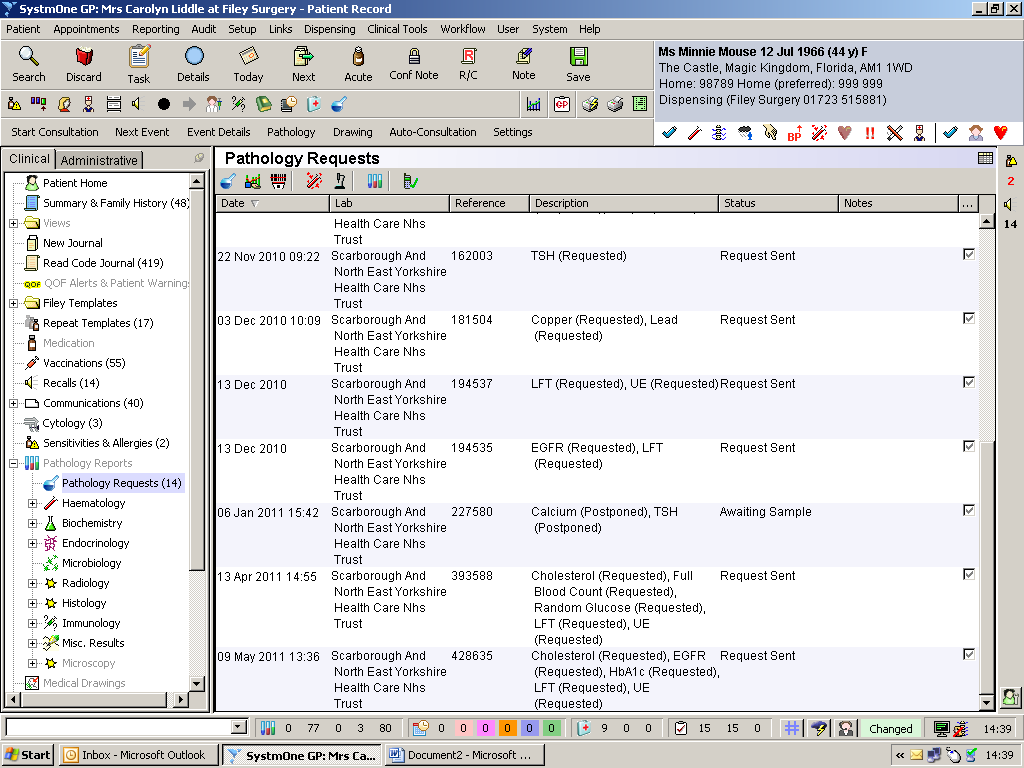 SystmOne GP: Mrs Carolyn Liddle at Filey Surgery - Patient Record
Patient Appointments Reporting Audit Setup Links Dispensing Clinical Tools Workflow User System Help
Search Discard Task Details Today Next Acute Conf Note R/C Note Save
Ms Minnie Mouse 12 Jul 1966 (44 y) F
The Castle, Magic Kingdom, Florida, AM1 1WD
Home: 98789 Home (preferred): 999 999
Dispensing (Filey Surgery 01723 515881)
GP
Start Consultation Next Event Event Details Pathology Drawing Auto-Consultation Settings
BP !!
Clinical Administrative
Patient Home
Summary & Family History (48)
Views
New Journal
Read Code Journal (419)
QOF QOF Alerts & Patient Warning
Filey Templates
Repeat Templates (17)
Medication
Vaccinations (55)
Recalls (14)
Communications (40)
Cytology (3)
Sensitivities & Allergies (2)
Pathology Reports
Pathology Requests (14)
Haematology
Biochemistry
Endocrinology
Microbiology
Radiology
Histology
Immunology
Misc. Results
Microscopy
Medical Drawings
Pathology Requests
Date Lab Reference Description Status Notes ...
Health Care Nhs
Trust
22 Nov 2010 09:22 Scarborough And 162003 TSH (Requested) Request Sent
North East Yorkshire
Health Care Nhs
Trust
03 Dec 2010 10:09 Scarborough And 181504 Copper (Requested), Lead Request Sent
North East Yorkshire (Requested)
Health Care Nhs
Trust
13 Dec 2010 Scarborough And 194537 LFT (Requested), UE (Requested) Request Sent
North East Yorkshire
Health Care Nhs
Trust
13 Dec 2010 Scarborough And 194535 EGFR (Requested), LFT Request Sent
North East Yorkshire (Requested)
Health Care Nhs
Trust
06 Jan 2011 15:42 Scarborough And 227580 Calcium (Postponed), TSH Awaiting Sample
North East Yorkshire (Postponed)
Health Care Nhs
Trust
13 Apr 2011 14:55 Scarborough And 393588 Cholesterol (Requested), Full Request Sent
North East Yorkshire Blood Count (Requested),
Health Care Nhs Random Glucose (Requested),
Trust LFT (Requested), UE
(Requested)
09 May 2011 13:36 Scarborough And 428635 Cholesterol (Requested), EGFR Request Sent
North East Yorkshire (Requested), HbA1c (Requested),
Health Care Nhs LFT (Requested), UE
Trust (Requested)
2
14
0 77 0 3 80 0 0 0 0 0 0 9 0 0 15 15 0 Changed 14:39
Start Inbox - Microsoft Outlook SystmOne GP: Mrs Ca... Document2 - Microsoft ... « 14:39